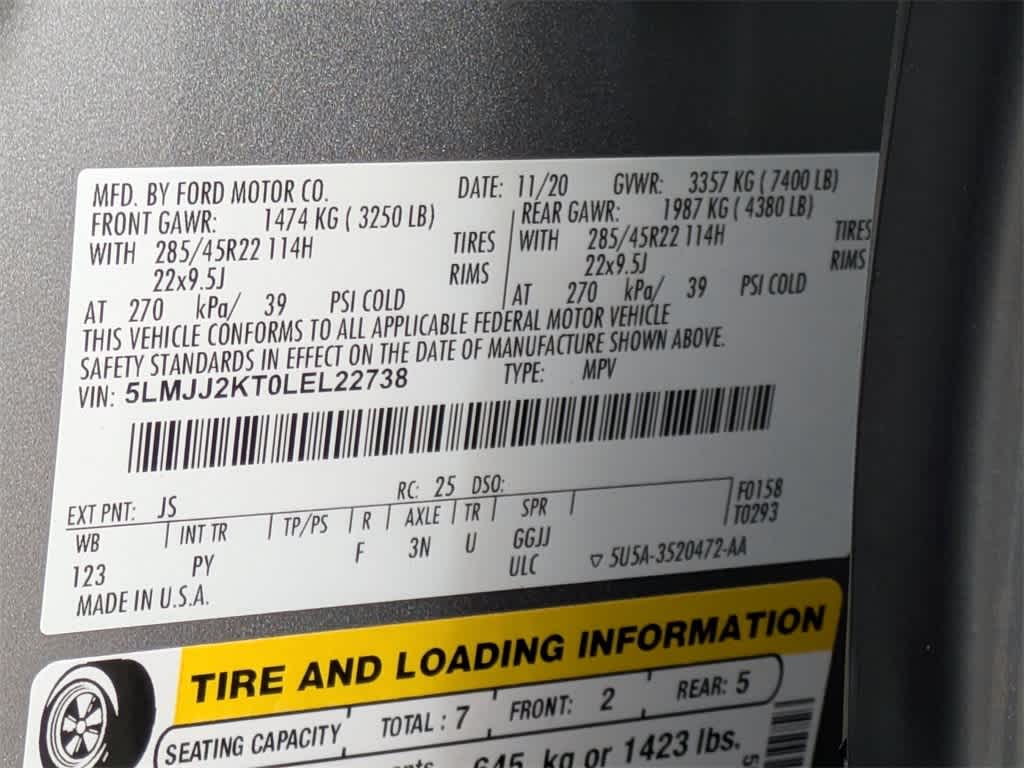 MFD. BY FORD MOTOR CO. DATE: 11/20 GVWR: 3357 KG ( 7400 LB)
FRONT GAWR: 1474 KG ( 3250 LB) REAR GAWR: 1987 KG ( 4380 LB)
WITH 285/45R22 114H TIRES WITH 285/45R22 114H TIRES
22x9.5J RIMS 22x9.5J RIMS
AT 270 kPa/ 39 PSI COLD AT 270 kPa/ 39 PSI COLD
THIS VEHICLE CONFORMS TO ALL APPLICABLE FEDERAL MOTOR VEHICLE
SAFETY STANDARDS IN EFFECT ON THE DATE OF MANUFACTURE SHOWN ABOVE.
VIN: 5LMJJ2KT0LEL22738 TYPE: MPV
EXT PNT: JS RC: 25 DSO: F0158
WB INT TR TP/PS R AXLE TR SPR T0293
123 PY F 3N U GGJJ
ULC ▽ 5U5A-3520472-AA
MADE IN U.S.A.
TIRE AND LOADING INFORMATION
SEATING CAPACITY TOTAL : 7 FRONT: 2 REAR: 5
645 kg or 1423 lbs.